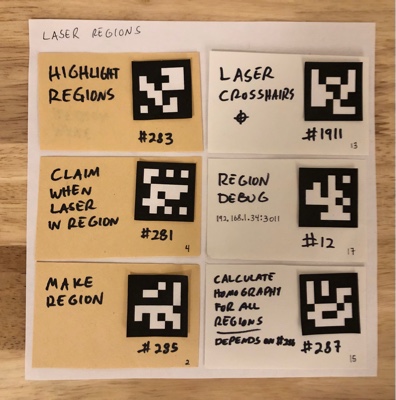 LASER REGIONS
HIGHLIGHT
REGIONS
#283
LASER
CROSSHAIRS
#1911
13
CLAIM
WHEN
LASER
IN REGION
#281
4
REGION
DEBUG
192.168.1.34:3011
#12
17
MAKE
REGION
#285
2
CALCULATE
HOMOGRAPHY
FOR ALL
REGIONS
DEPENDS ON
#287
15